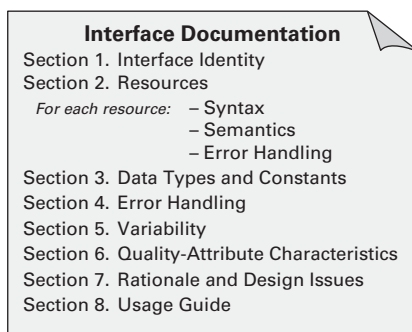 Interface Documentation
Section 1. Interface Identity
Section 2. Resources
For each resource: – Syntax
– Semantics
– Error Handling
Section 3. Data Types and Constants
Section 4. Error Handling
Section 5. Variability
Section 6. Quality-Attribute Characteristics
Section 7. Rationale and Design Issues
Section 8. Usage Guide